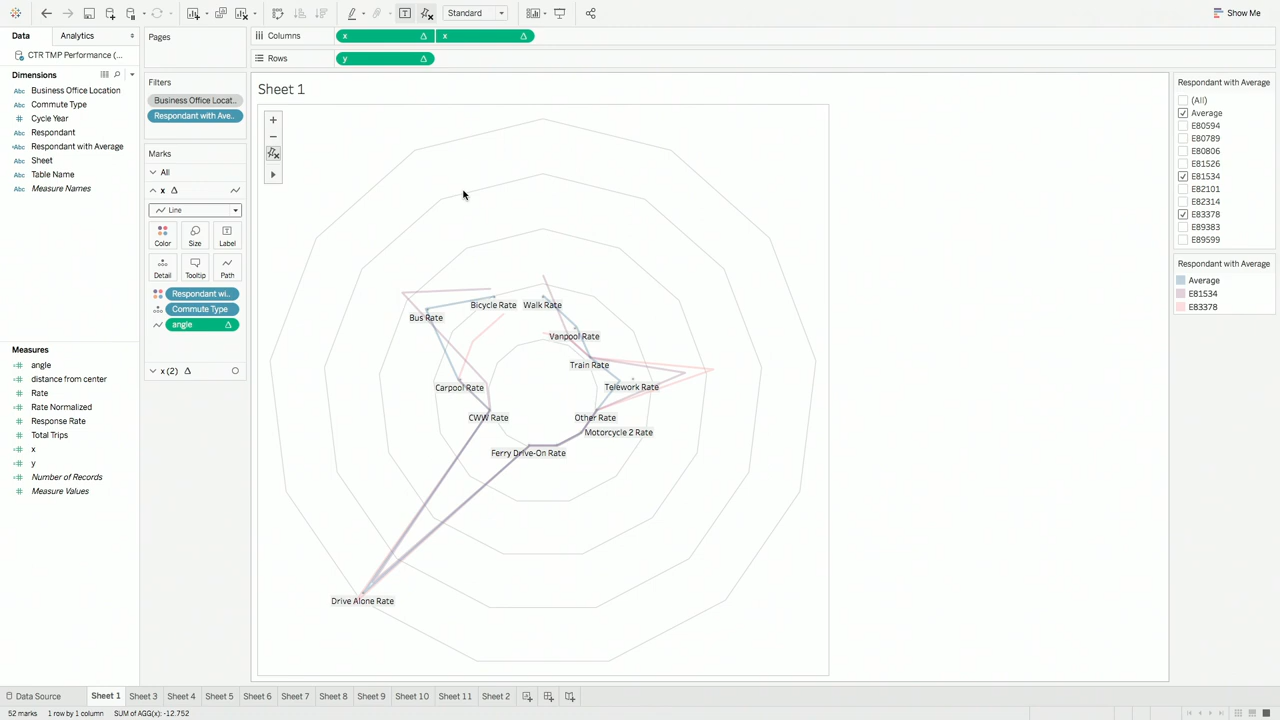 Standard
Show Me
Data
Analytics
CTR TMP Performance (...
Dimensions
Abc Business Office Location
Abc Commute Type
# Cycle Year
Abc Respondant
Abc Respondant with Average
Abc Sheet
Abc Table Name
Abc Measure Names
Measures
# angle
# distance from center
# Rate
# Rate Normalized
# Response Rate
# Total Trips
# x
# y
# Number of Records
# Measure Values
Pages
Filters
Business Office Locat..
Respondant with Ave..
Marks
All
x Δ
Line
Color
Size
Label
Detail
Tooltip
Path
Respondant wi..
Commute Type
angle Δ
x (2) Δ
Columns
x Δ
x Δ
Rows
y Δ
Sheet 1
Bicycle Rate
Walk Rate
Bus Rate
Vanpool Rate
Train Rate
Carpool Rate
Telework Rate
CWW Rate
Other Rate
Motorcycle 2 Rate
Ferry Drive-On Rate
Drive Alone Rate
Respondant with Average
(All)
Average
E80594
E80789
E80806
E81526
E81534
E82101
E82314
E83378
E89383
E89599
Respondant with Average
Average
E81534
E83378
Data Source
Sheet 1
Sheet 3
Sheet 4
Sheet 5
Sheet 6
Sheet 7
Sheet 8
Sheet 9
Sheet 10
Sheet 11
Sheet 2
52 marks
1 row by 1 column
SUM of AGG(x): -12.752